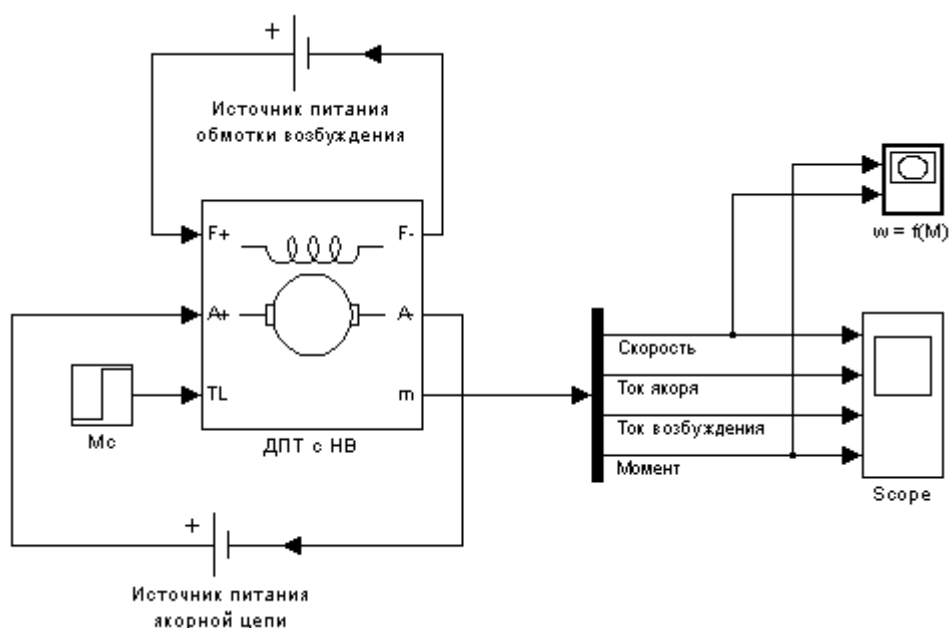 +
Источник питания
обмотки возбуждения
F+
F-
w = f(M)
A+
A-
Скорость
TL
m
Ток якоря
Mc
ДПТ с НВ
Ток возбуждения
Момент
Scope
+
Источник питания
якорной цепи